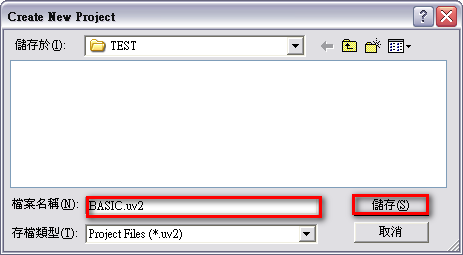 Create New Project
儲存於(I):
TEST
檔案名稱(N):
BASIC.uv2
儲存(S)
存檔類型(T):
Project Files (*.uv2)
取消